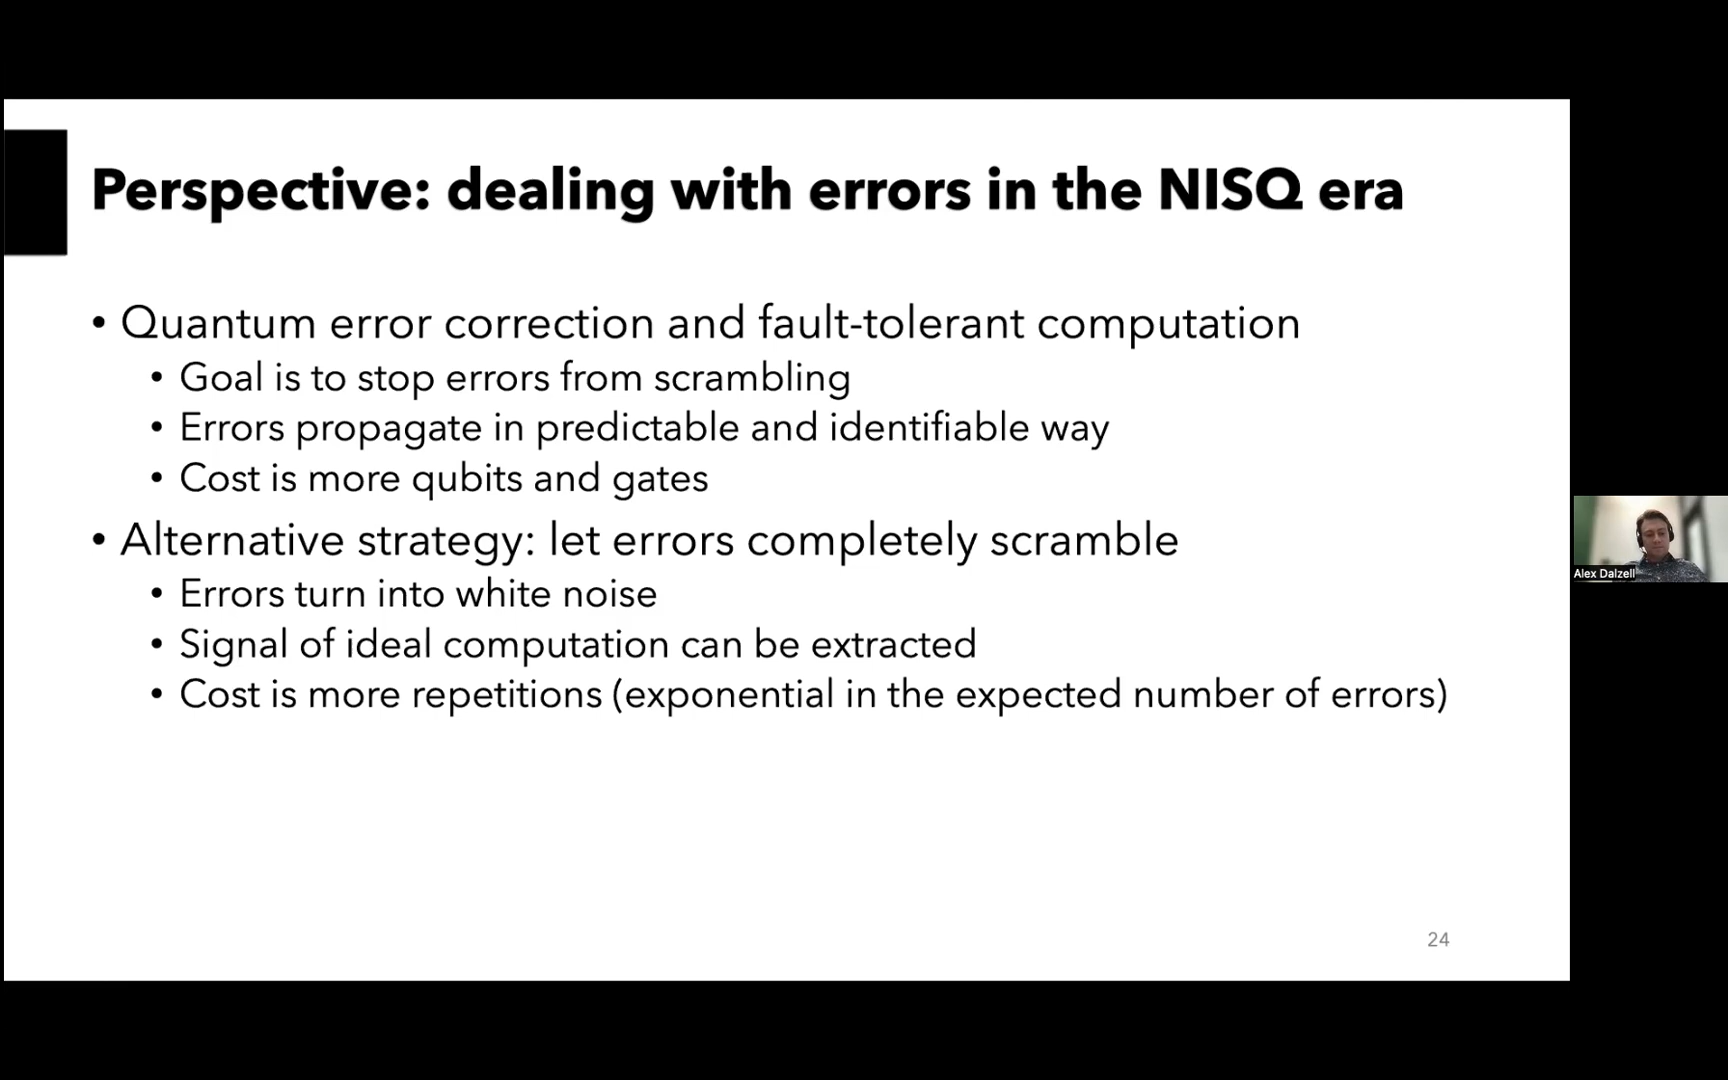 Perspective: dealing with errors in the NISQ era
• Quantum error correction and fault-tolerant computation
• Goal is to stop errors from scrambling
• Errors propagate in predictable and identifiable way
• Cost is more qubits and gates
• Alternative strategy: let errors completely scramble
• Errors turn into white noise
• Signal of ideal computation can be extracted
• Cost is more repetitions (exponential in the expected number of errors)
24
Alex Dalzell